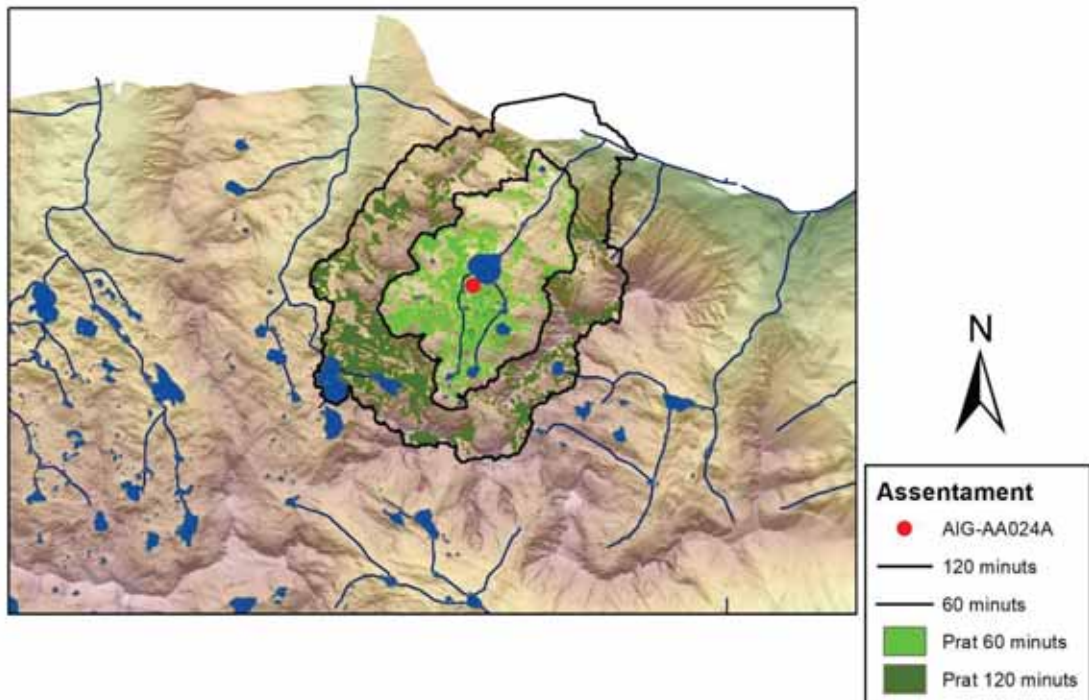 N
Assentament
AIG-AA024A
120 minuts
60 minuts
Prat 60 minuts
Prat 120 minuts